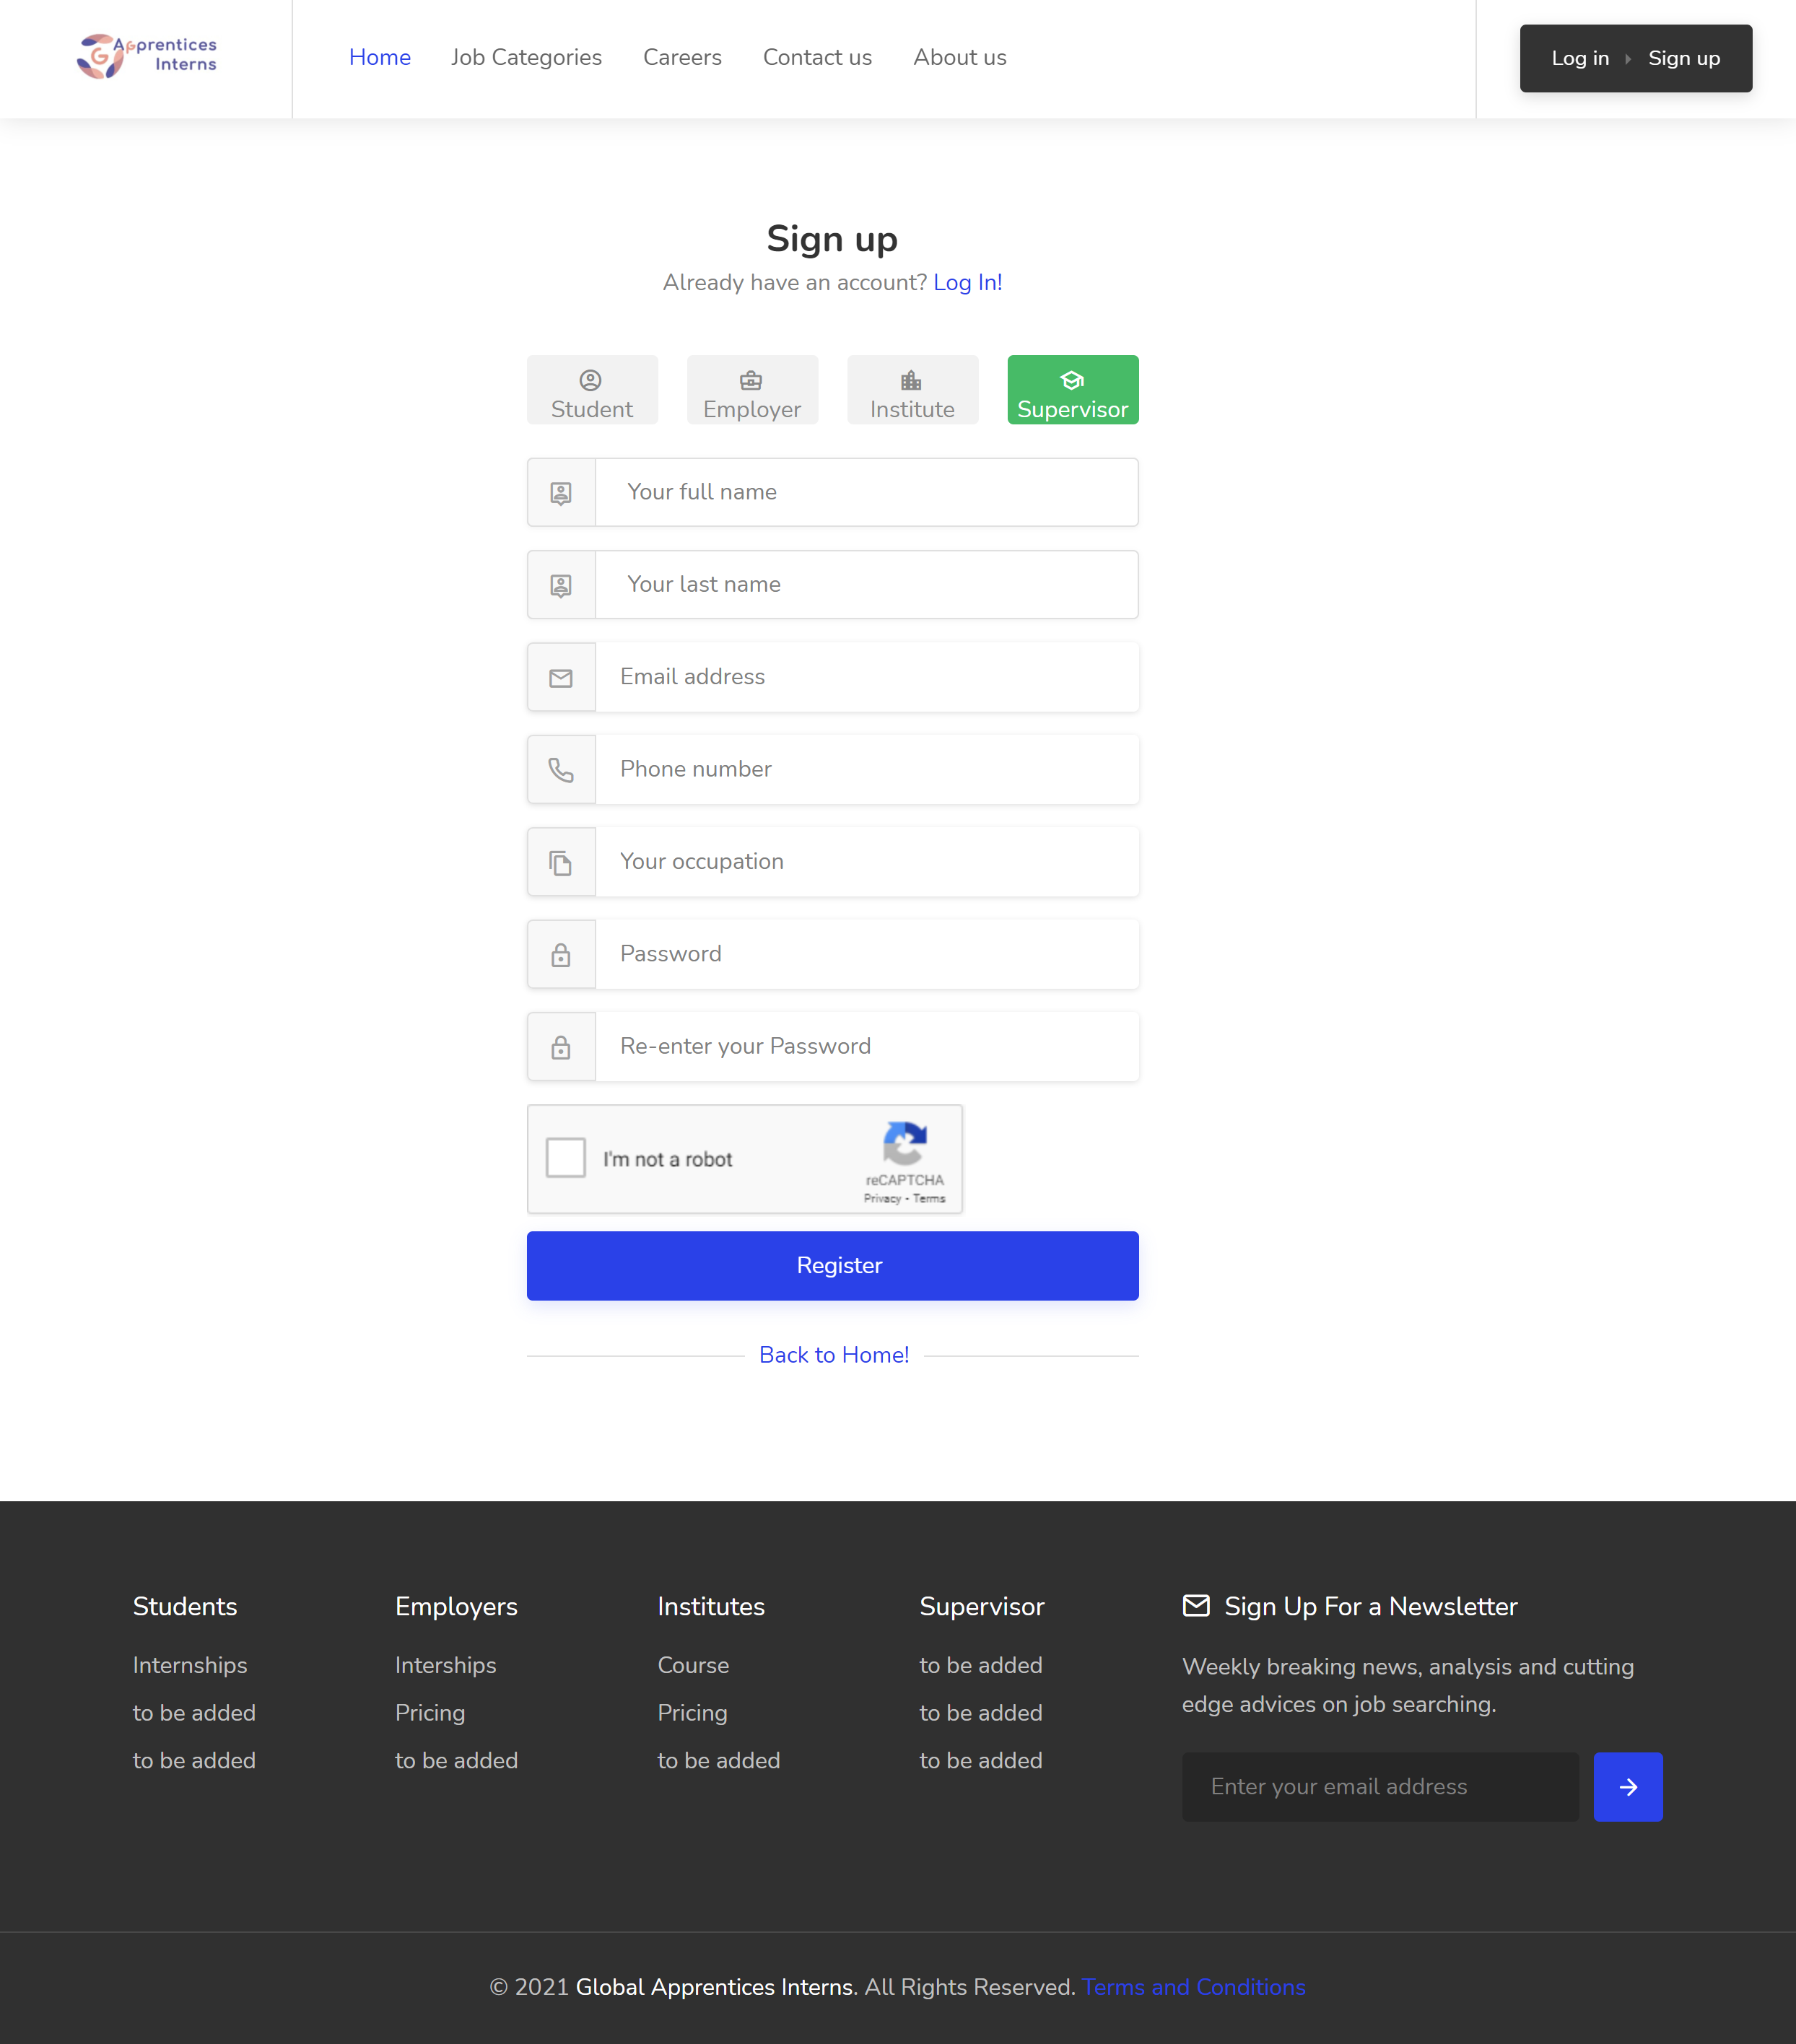 G Apprentices
Interns
Home Job Categories Careers Contact us About us
Log in Sign up
Sign up
Already have an account? Log In!
Student Employer Institute Supervisor
Your full name
Your last name
Email address
Phone number
Your occupation
Password
Re-enter your Password
I'm not a robot
reCAPTCHA
Privacy - Terms
Register
Back to Home!
Students Employers Institutes Supervisor Sign Up For a Newsletter
Internships Interships Course to be added
Weekly breaking news, analysis and cutting
to be added Pricing Pricing to be added
edge advices on job searching.
to be added to be added to be added to be added
Enter your email address
© 2021 Global Apprentices Interns. All Rights Reserved. Terms and Conditions